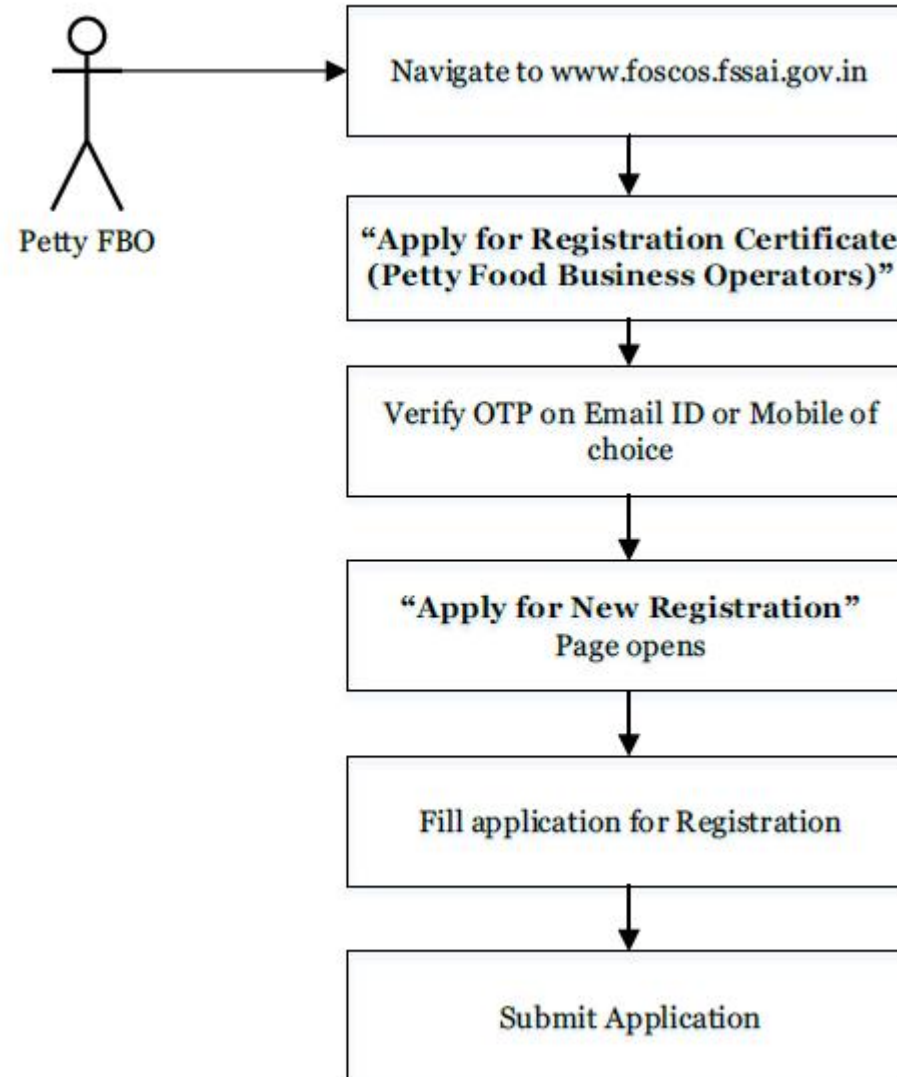 Navigate to www.foscos.fssai.gov.in
Petty FBO
“Apply for Registration Certificate
(Petty Food Business Operators)”
Verify OTP on Email ID or Mobile of
choice
“Apply for New Registration”
Page opens
Fill application for Registration
Submit Application